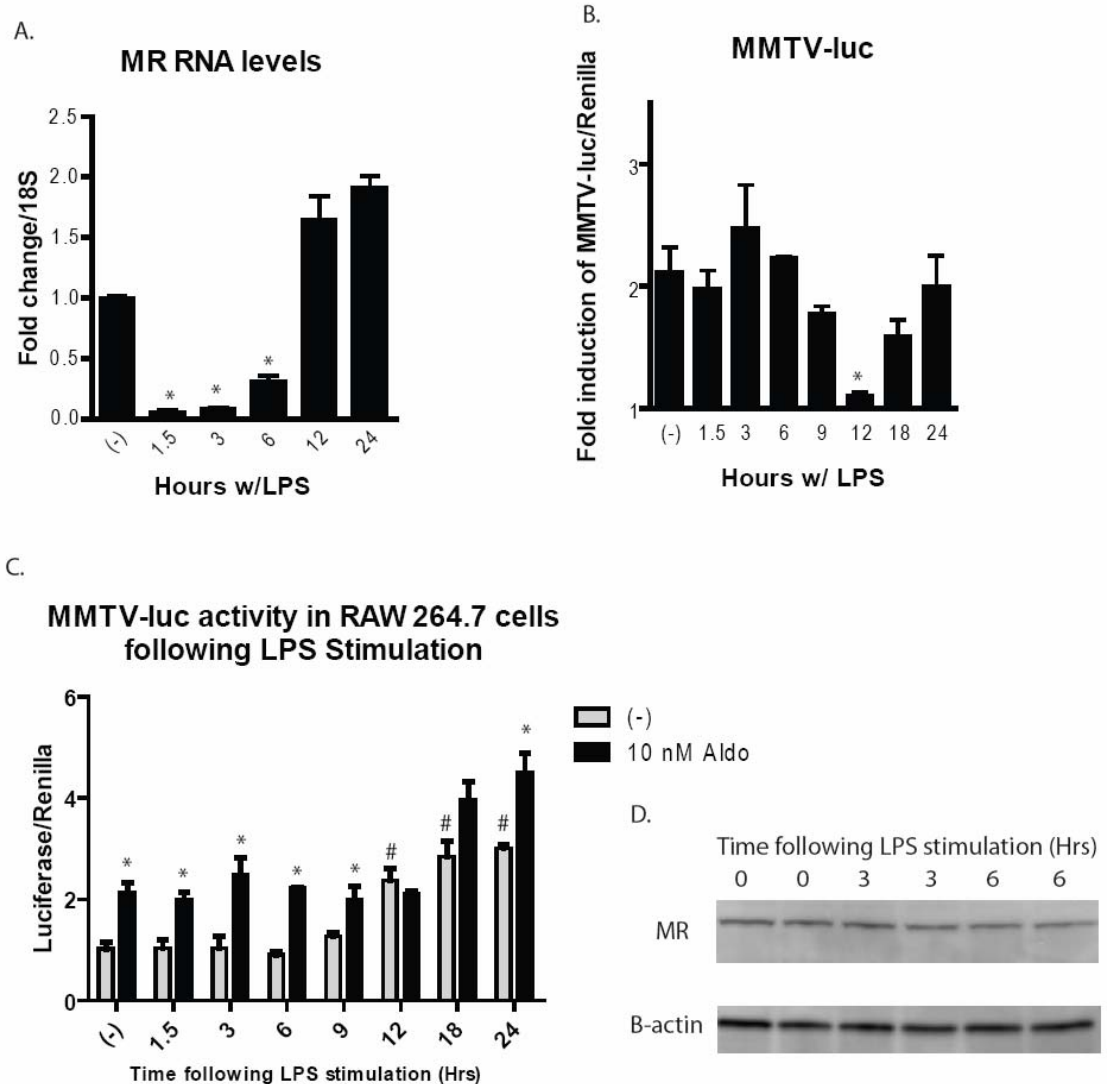 A.
MR RNA levels
Fold change/18S
2.5
2.0
1.5
1.0
0.5
0.0
* * *
(-) 1.5 3 6 12 24
Hours w/LPS
B.
MMTV-luc
Fold induction of MMTV-luc/Renilla
3
2
1
*
(-) 1.5 3 6 9 12 18 24
Hours w/ LPS
C.
MMTV-luc activity in RAW 264.7 cells
following LPS Stimulation
Luciferase/Renilla
6
4
2
0
* * * * * # # # *
(-) 1.5 3 6 9 12 18 24
Time following LPS stimulation (Hrs)
(-)
10 nM Aldo
D.
Time following LPS stimulation (Hrs)
0 0 3 3 6 6
MR
B-actin